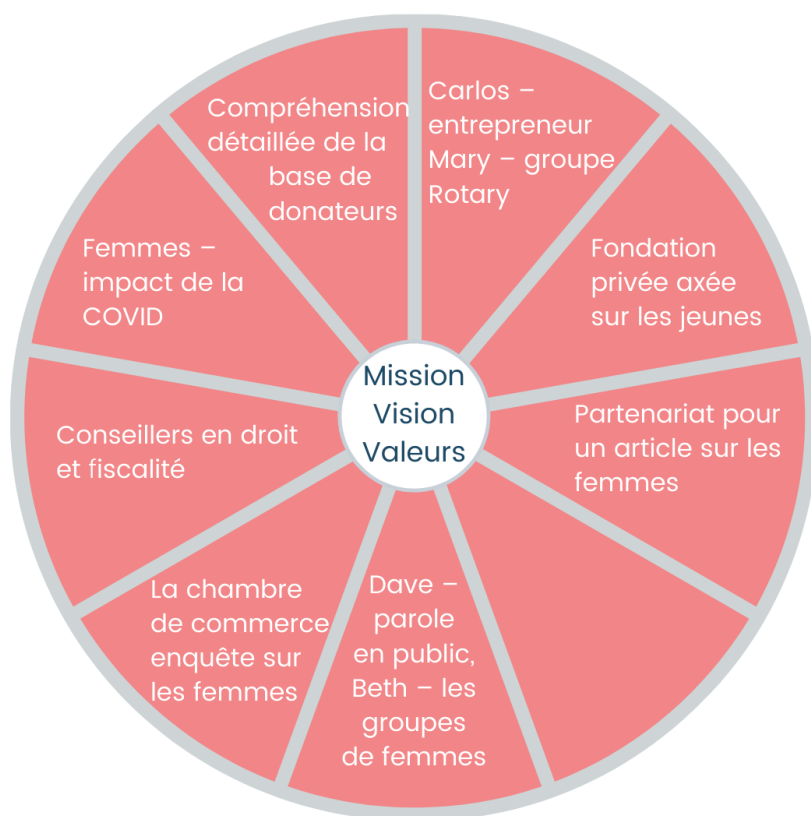 Compréhension
détaillée de la
base de
donateurs
Carlos –
entrepreneur
Mary – groupe
Rotary
Fondation
privée axée
sur les jeunes
Partenariat pour
un article sur les
femmes
Dave –
parole
en public,
Beth – les
groupes
de femmes
La chambre
de commerce
enquête sur
les femmes
Conseillers en droit
et fiscalité
Femmes –
impact de la
COVID
Mission
Vision
Valeurs